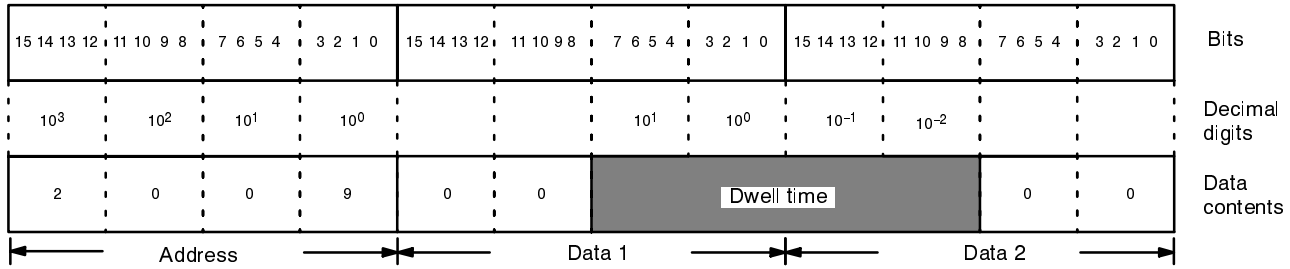 15 14 13 12 11 10 9 8 7 6 5 4 3 2 1 0 15 14 13 12 11 10 9 8 7 6 5 4 3 2 1 0 15 14 13 12 11 10 9 8 7 6 5 4 3 2 1 0 Bits
10³ 10² 10¹ 10⁰ 10¹ 10⁰ 10⁻¹ 10⁻² Decimal digits
2 0 0 9 0 0 Dwell time 0 0 Data contents
Address Data 1 Data 2